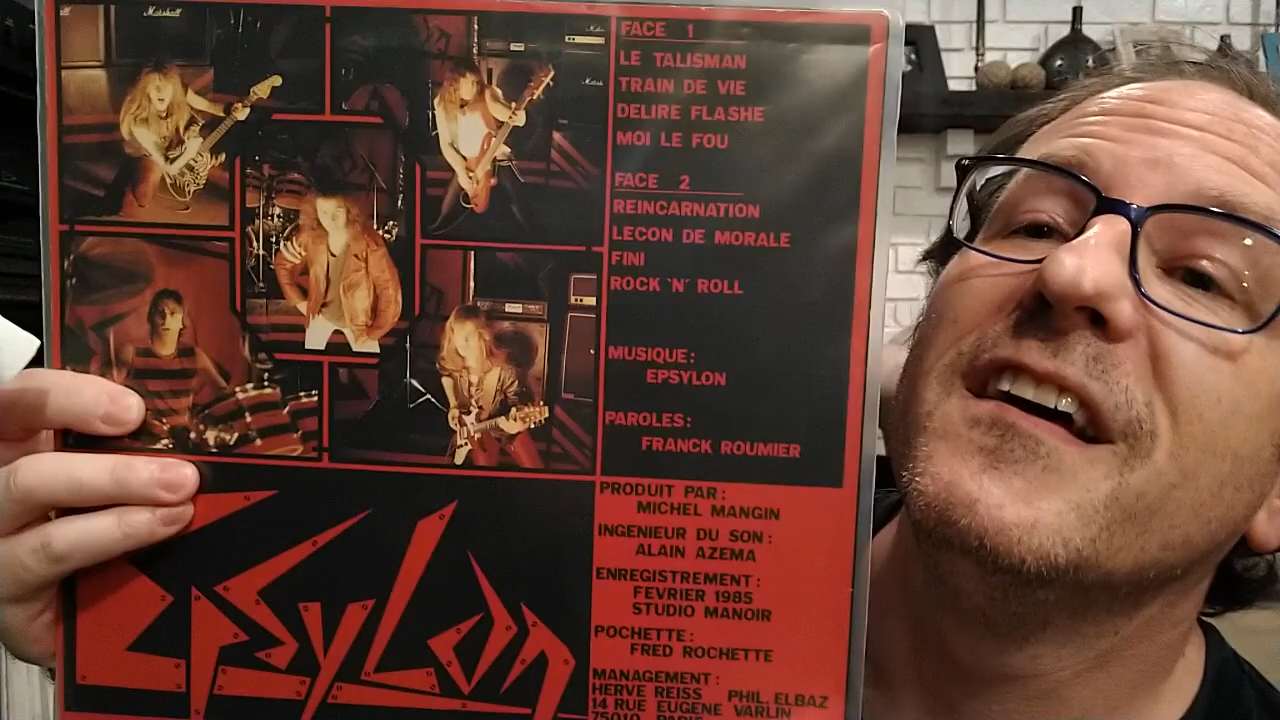 Marshall
FACE 1
LE TALISMAN
TRAIN DE VIE
DELIRE FLASHE
MOI LE FOU
FACE 2
REINCARNATION
LECON DE MORALE
FINI
ROCK 'N' ROLL
MUSIQUE:
EPSYLON
PAROLES:
FRANCK ROUMIER
PRODUIT PAR:
MICHEL MANGIN
INGENIEUR DU SON:
ALAIN AZEMA
ENREGISTREMENT:
FEVRIER 1985
STUDIO MANOIR
POCHETTE:
FRED ROCHETTE
MANAGEMENT:
HERVE REISS PHIL.ELBAZ
14 RUE EUGENE VARLIN
75010 PARIS
EPSYLON